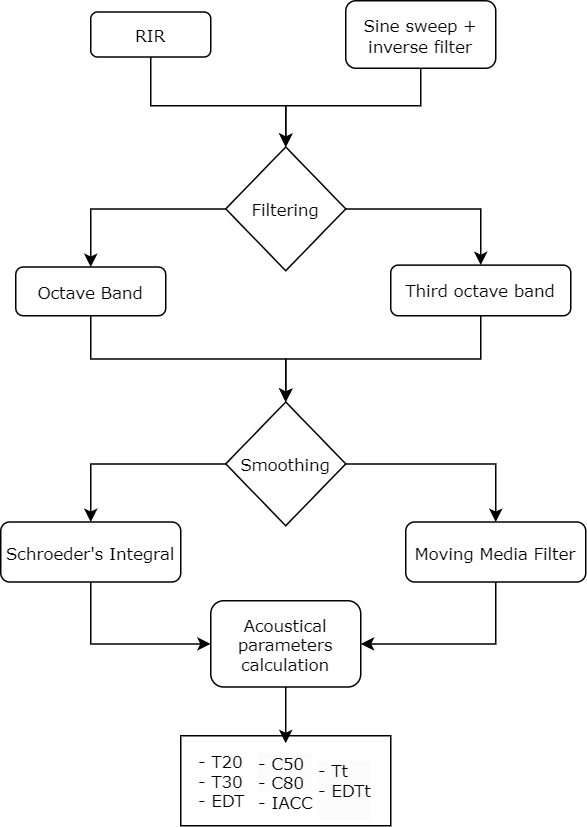 RIR
Sine sweep +
inverse filter
Filtering
Octave Band
Third octave band
Smoothing
Schroeder's Integral
Moving Media Filter
Acoustical
parameters
calculation
- T20
- T30
- EDT
- C50
- C80
- IACC
- Tt
- EDTt